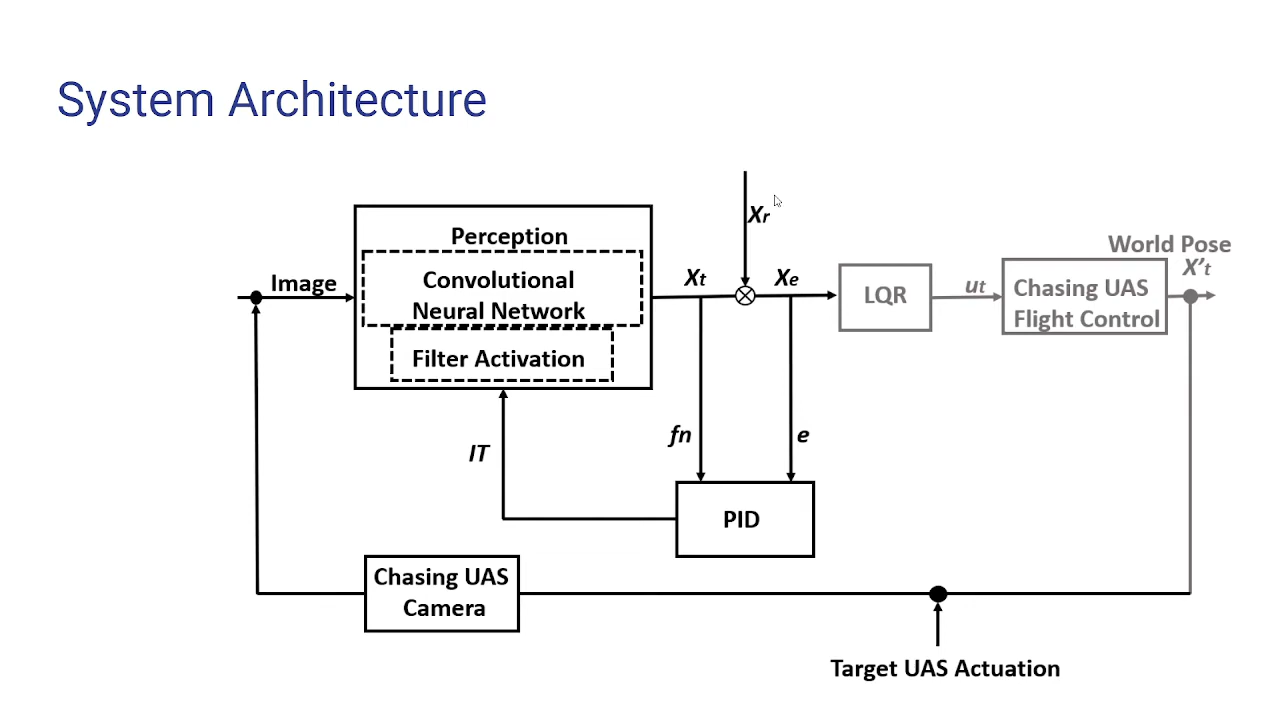 System Architecture
Xr
Perception
World Pose
X't
Image
Convolutional
Neural Network
Xt
Xe
LQR
ut
Chasing UAS
Flight Control
Filter Activation
IT
fn
e
PID
Chasing UAS
Camera
Target UAS Actuation